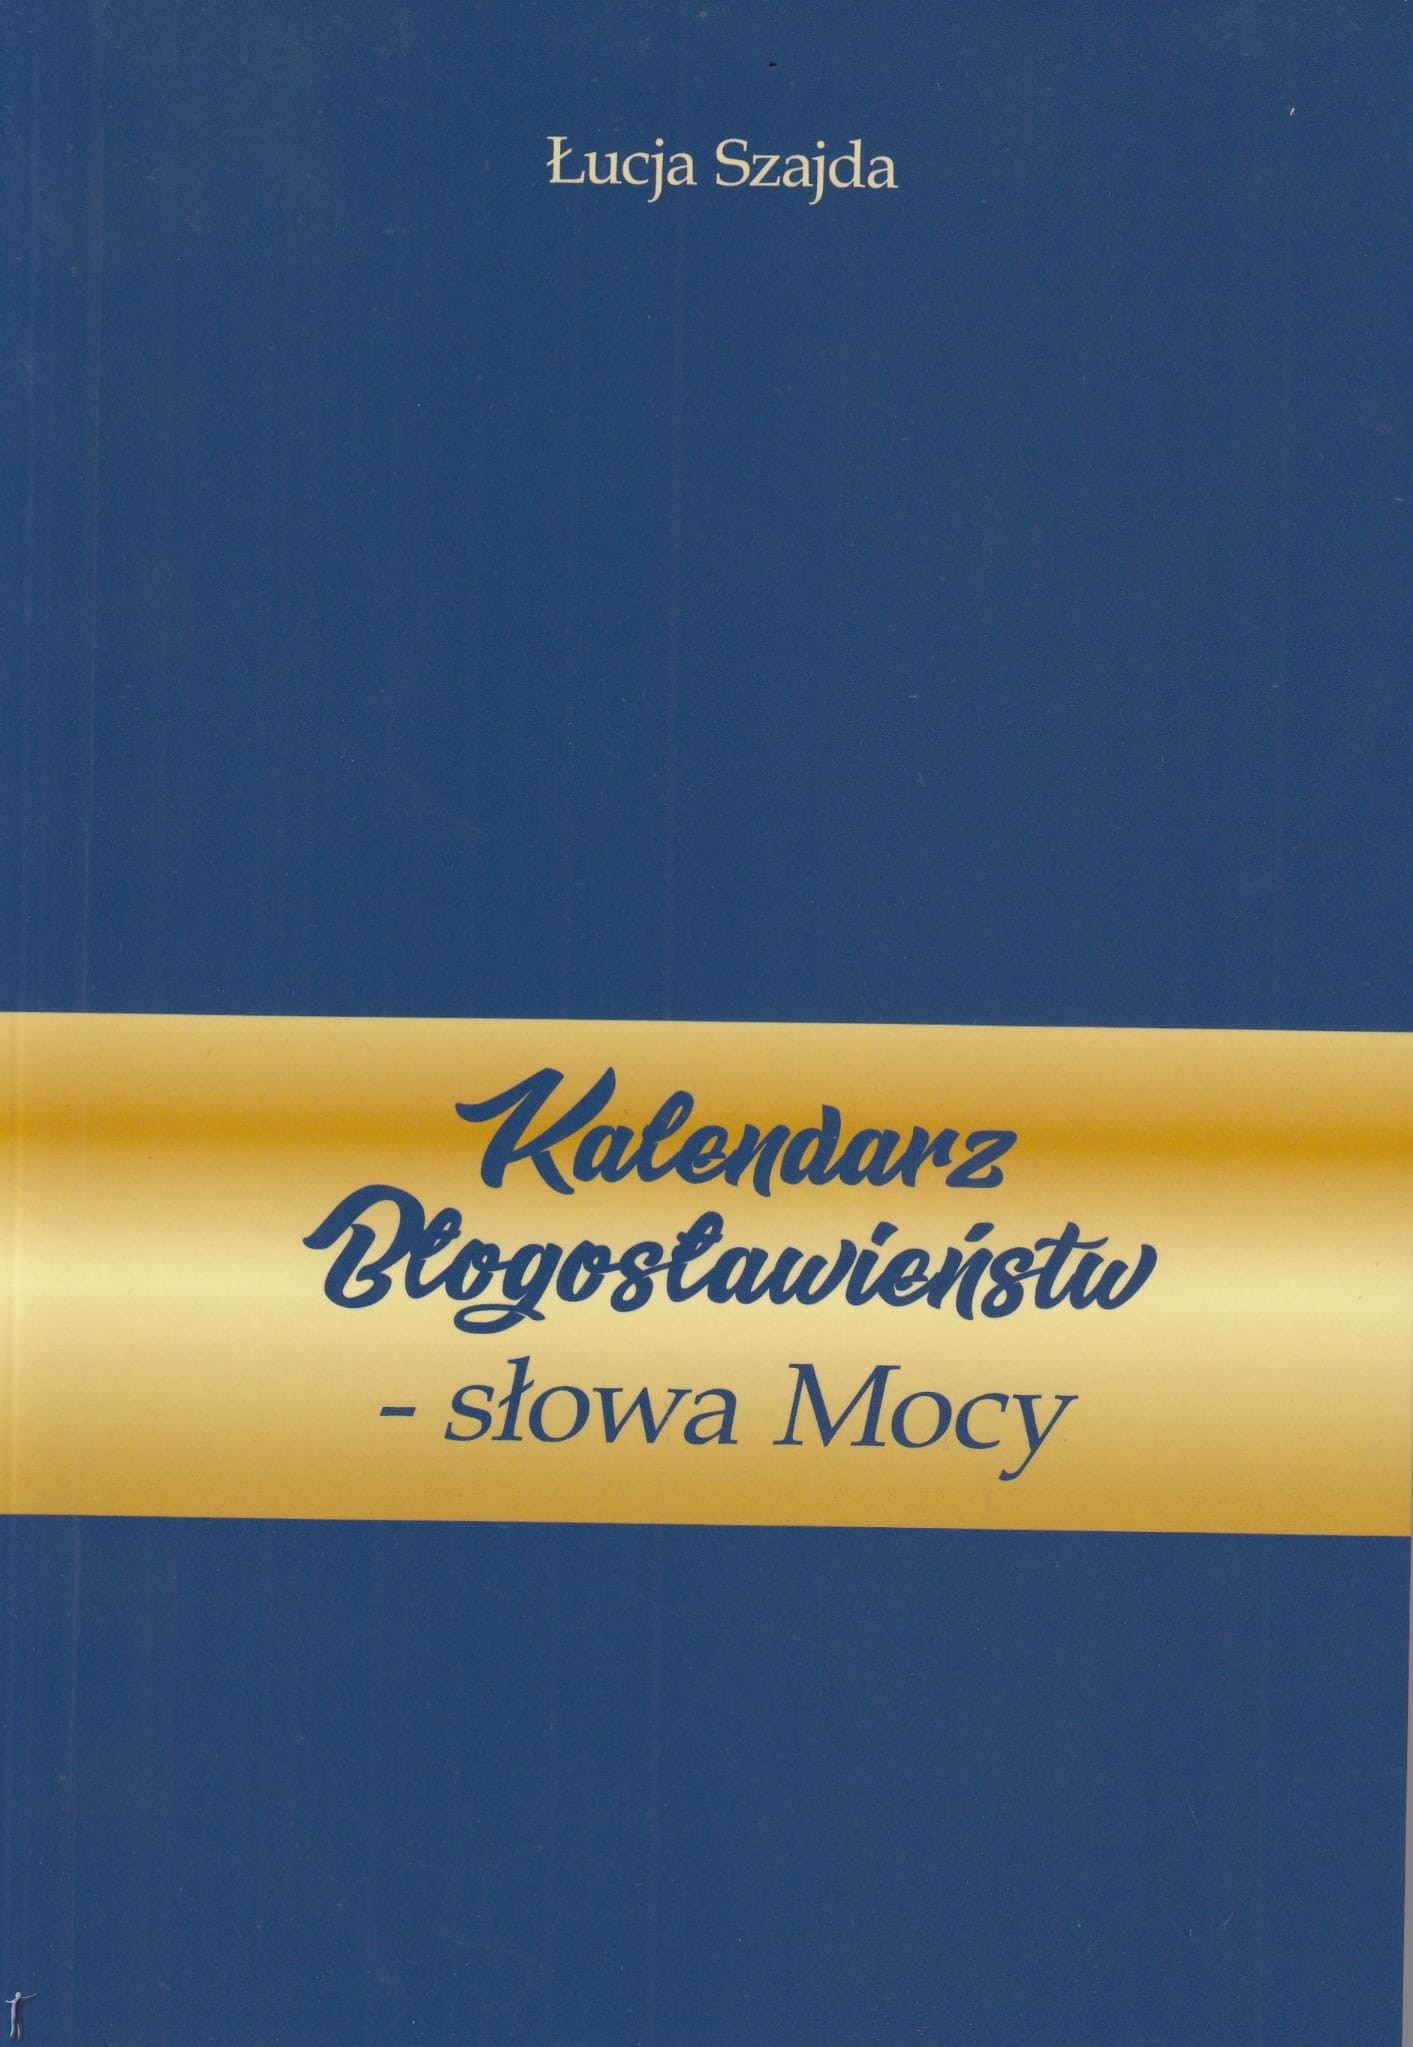 Łucja Szajda
Kalendarz
Błogosławieństw
- słowa Mocy